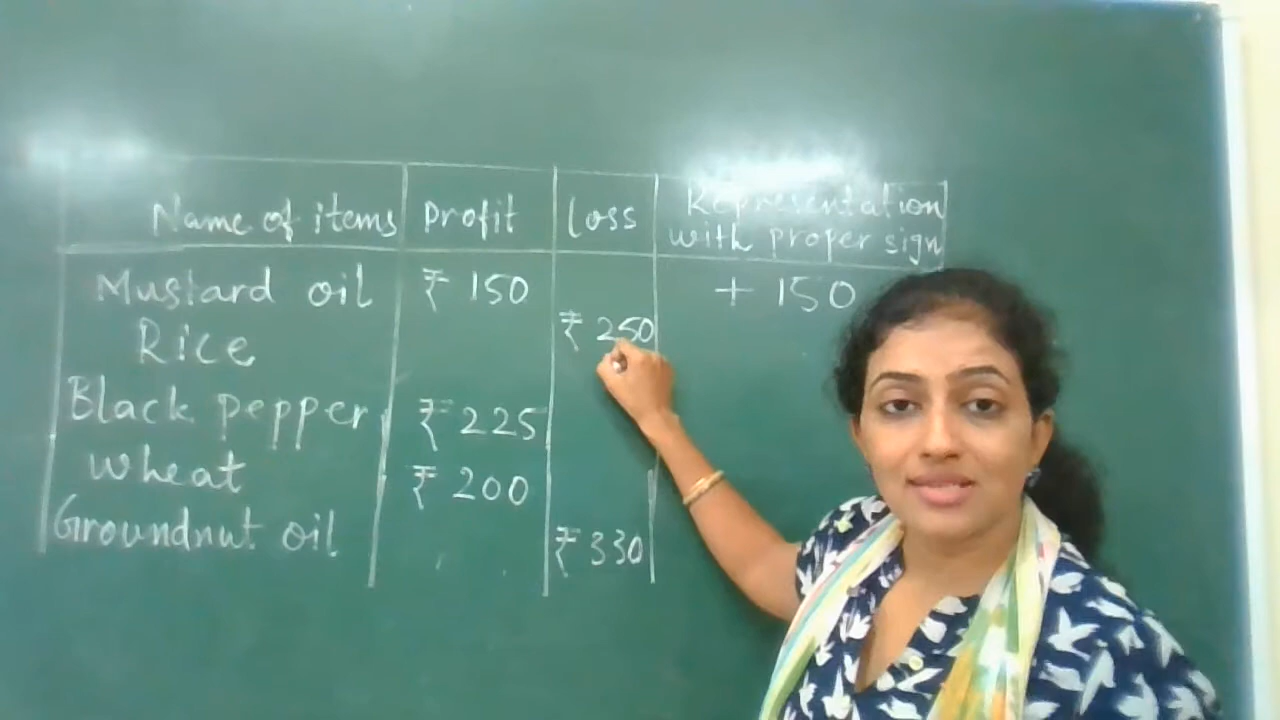 Name of items Profit Loss Representation with proper sign
Mustard oil ₹ 150 + 150
Rice ₹ 250
Black pepper ₹ 225
Wheat ₹ 200
Groundnut oil ₹ 330